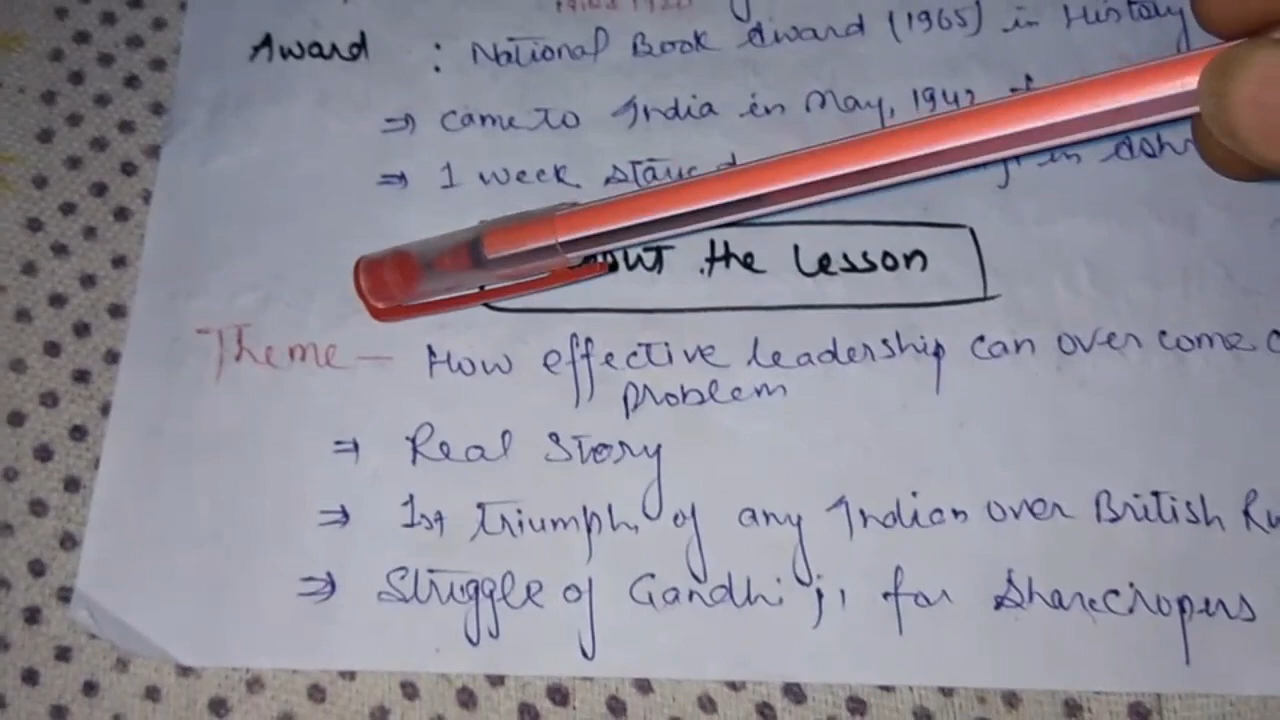 Award : National Book Award (1965) in History
⇒ Came to India in May, 1942
⇒ 1 week in
the Lesson
Theme — How effective leadership can over come
problem
⇒ Real Story
⇒ 1st triumph of any Indian over British
⇒ Struggle of Gandhi ji for Sharecropers